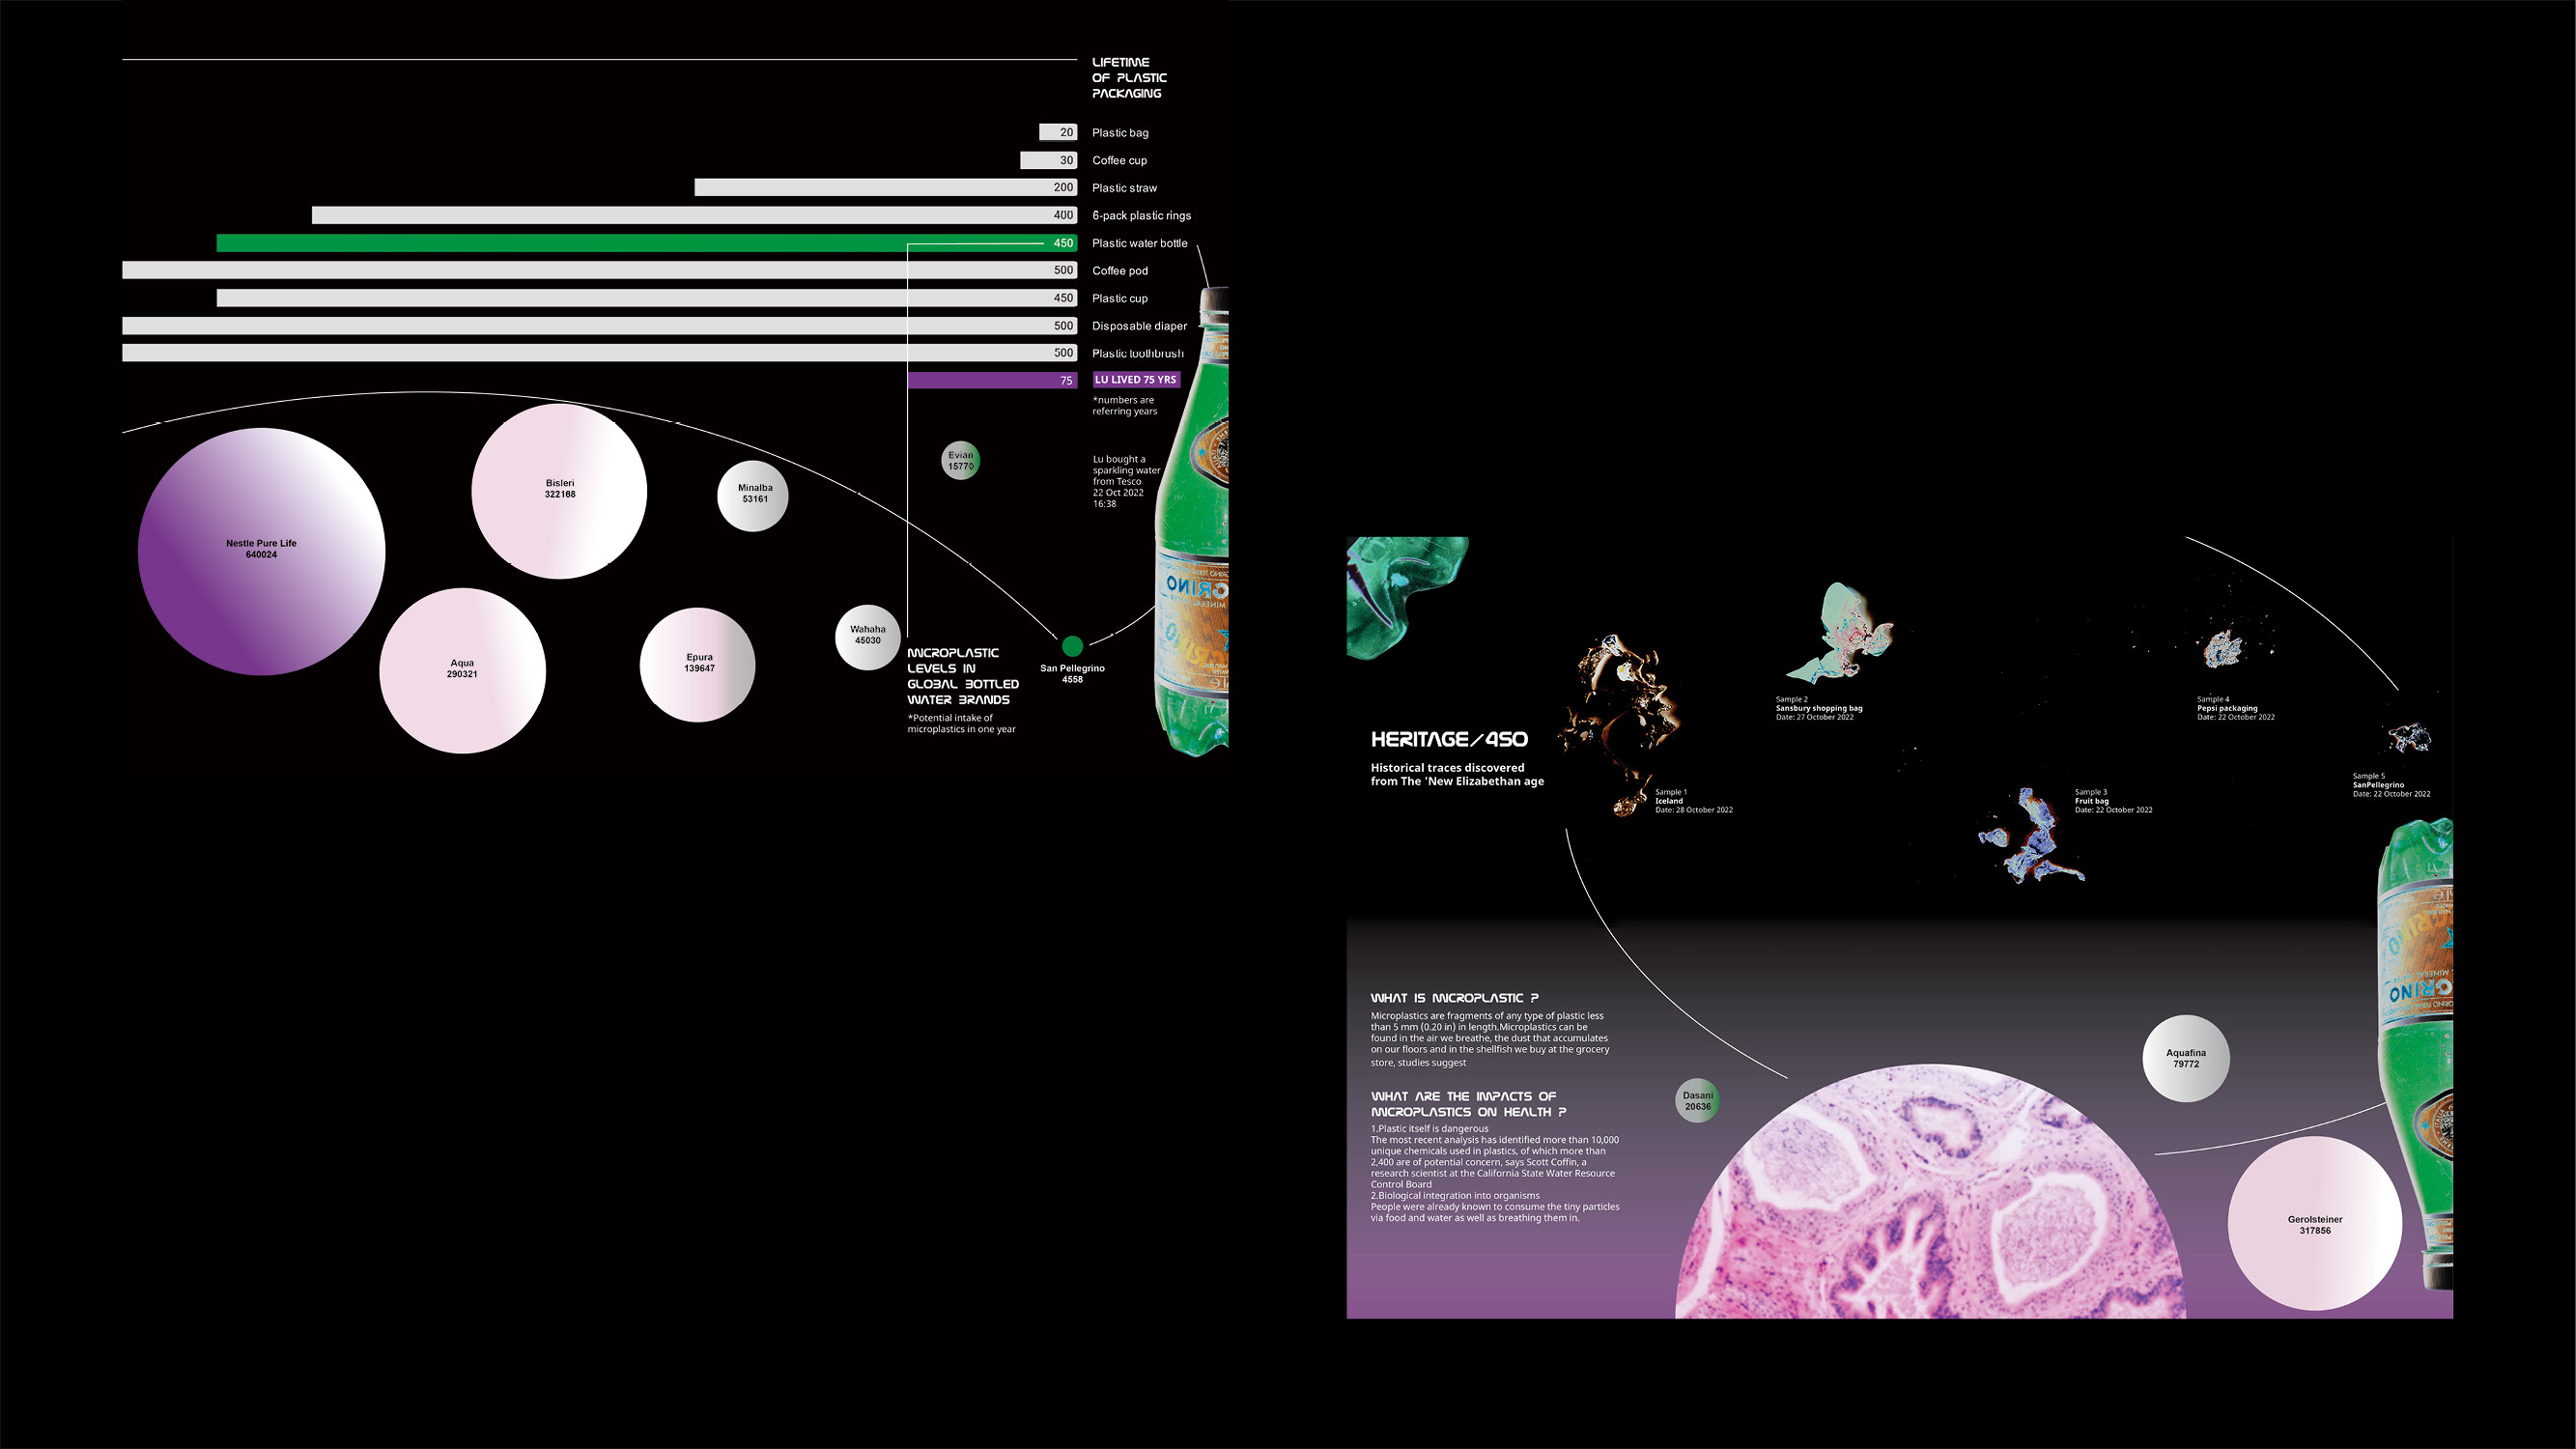 LIFETIME
OF PLASTIC
PACKAGING
20 Plastic bag
30 Coffee cup
200 Plastic straw
400 6-pack plastic rings
450 Plastic water bottle
500 Coffee pod
450 Plastic cup
500 Disposable diaper
500 Plastic toothbrush
75 LU LIVED 75 YRS
*numbers are
referring years
Lu bought a
sparkling water
from Tesco
22 Oct 2022
16:38
Evian
15770
Bisleri
322168
Minalba
53161
Nestle Pure Life
640024
Aqua
290321
Epura
139647
Wahaha
45030
San Pellegrino
4558
MICROPLASTIC
LEVELS IN
GLOBAL BOTTLED
WATER BRANDS
*Potential intake of
microplastics in one year
HERITAGE/450
Historical traces discovered
from The 'New Elizabethan age
Sample 1
Iceland
Date: 28 October 2022
Sample 2
Sansbury shopping bag
Date: 27 October 2022
Sample 3
Fruit bag
Date: 22 October 2022
Sample 4
Pepsi packaging
Date: 22 October 2022
Sample 5
SanPellegrino
Date: 22 October 2022
WHAT IS MICROPLASTIC ?
Microplastics are fragments of any type of plastic less
than 5 mm (0.20 in) in length.Microplastics can be
found in the air we breathe, the dust that accumulates
on our floors and in the shellfish we buy at the grocery
store, studies suggest
WHAT ARE THE IMPACTS OF
MICROPLASTICS ON HEALTH ?
1.Plastic itself is dangerous
The most recent analysis has identified more than 10,000
unique chemicals used in plastics, of which more than
2,400 are of potential concern, says Scott Coffin, a
research scientist at the California State Water Resource
Control Board
2.Biological integration into organisms
People were already known to consume the tiny particles
via food and water as well as breathing them in.
Dasani
20636
Aquafina
79772
Gerolsteiner
317856